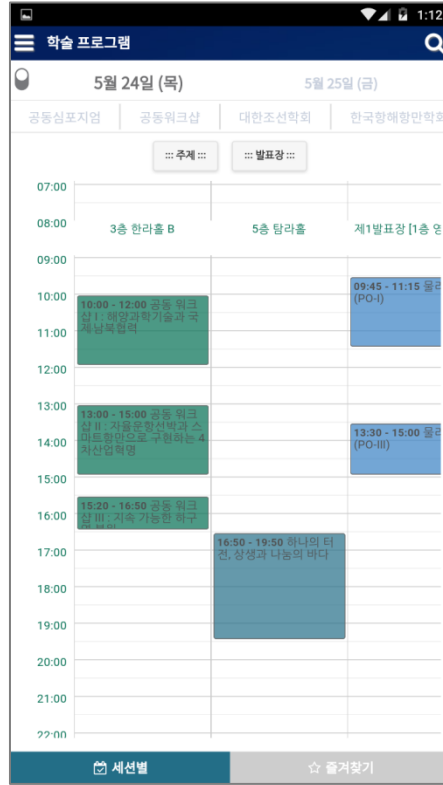 1:12
학술 프로그램
5월 24일 (목)
5월 25일 (금)
공동심포지엄
공동워크샵
대한조선학회
한국항해항만학회
::: 주제 :::
::: 발표장 :::
07:00
08:00
3층 한라홀 B
5층 탐라홀
제1발표장 [1층 영
09:00
09:45 - 11:15 물리
(PO-I)
10:00
10:00 - 12:00 공동 워크
샵 I : 해양과학기술과 국
제남북협력
11:00
12:00
13:00
13:00 - 15:00 공동 워크
샵 II : 자율운항선박과 스
마트항만으로 구현하는 4
차산업혁명
13:30 - 15:00 물리
(PO-III)
14:00
15:00
15:20 - 16:50 공동 워크
샵 III : 지속 가능한 하구
16:00
16:50 - 19:50 하나의 터
전, 상생과 나눔의 바다
17:00
18:00
19:00
20:00
21:00
22:00
세션별
즐겨찾기